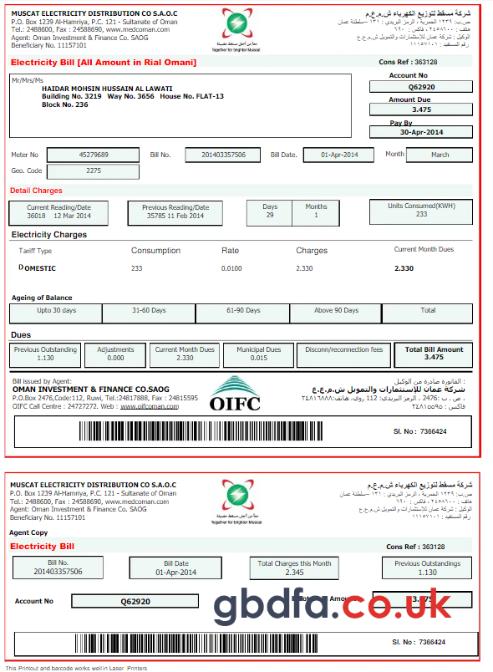 MUSCAT ELECTRICITY DISTRIBUTION CO S.A.O.C
P.O. Box 1239 Al-Hamriya, P.C. 131 - Sultanate of Oman
Tel.: 2488600, Fax : 24588690, www.medcoman.com
Agent: Oman Investment & Finance Co. SAOG
Beneficiary No. 11157101
Together for brighter Muscat
شركة مسقط لتوزيع الكهرباء ش.م.ع.م
Electricity Bill [All Amount in Rial Omani]
Cons Ref : 363128
Mr/Mrs/Ms
HAIDAR MOHSIN HUSSAIN AL LAWATI
Building No. 3219 Way No. 3656 House No. FLAT-13
Block No. 236
Account No
Q62920
Amount Due
3.475
Pay By
30-Apr-2014
Meter No 45279689 Bill No. 201403357506 Bill Date. 01-Apr-2014 Month March
Geo. Code 2275
Detail Charges
Current Reading/Date
36018 12 Mar 2014
Previous Reading/Date
35785 11 Feb 2014
Days
29
Months
1
Units Consumed(KWH)
233
Electricity Charges
Tariff Type Consumption Rate Charges Current Month Dues
DOMESTIC 233 0.0100 2.330 2.330
Ageing of Balance
Upto 30 days 31-60 Days 61-90 Days Above 90 Days Total
Dues
Previous Outstanding Adjustments Current Month Dues Municipal Dues Disconn/reconnection fees Total Bill Amount
1.130 0.000 2.330 0.015 3.475
Bill issued by Agent:
OMAN INVESTMENT & FINANCE CO.SAOG
P.O.Box 2476,Code:112, Ruwi, Tel:24817888, Fax : 24815595
OIFC Call Centre : 24727272. Web : www.oifcoman.com)
OIFC
الفاتورة صادرة من الوكيل :
شركة عمان للإستثمارات والتمويل ش.م.ع.ع
Sl. No : 7366424
MUSCAT ELECTRICITY DISTRIBUTION CO S.A.O.C
P.O. Box 1239 Al-Hamriya, P.C. 131 - Sultanate of Oman
Tel.: 2488600, Fax : 24588690, www.medcoman.com
Agent: Oman Investment & Finance Co. SAOG
Beneficiary No. 11157101
Together for brighter Muscat
شركة مسقط لتوزيع الكهرباء ش.م.ع.م
Agent Copy
Electricity Bill
Cons Ref : 363128
Bill No.
201403357506
Bill Date
01-Apr-2014
Total Charges this Month
2.345
Previous Outstandings
1.130
Account No Q62920
gbdfa.co.uk
Sl. No : 7366424
This Printout and barcode works well in Laser Printers